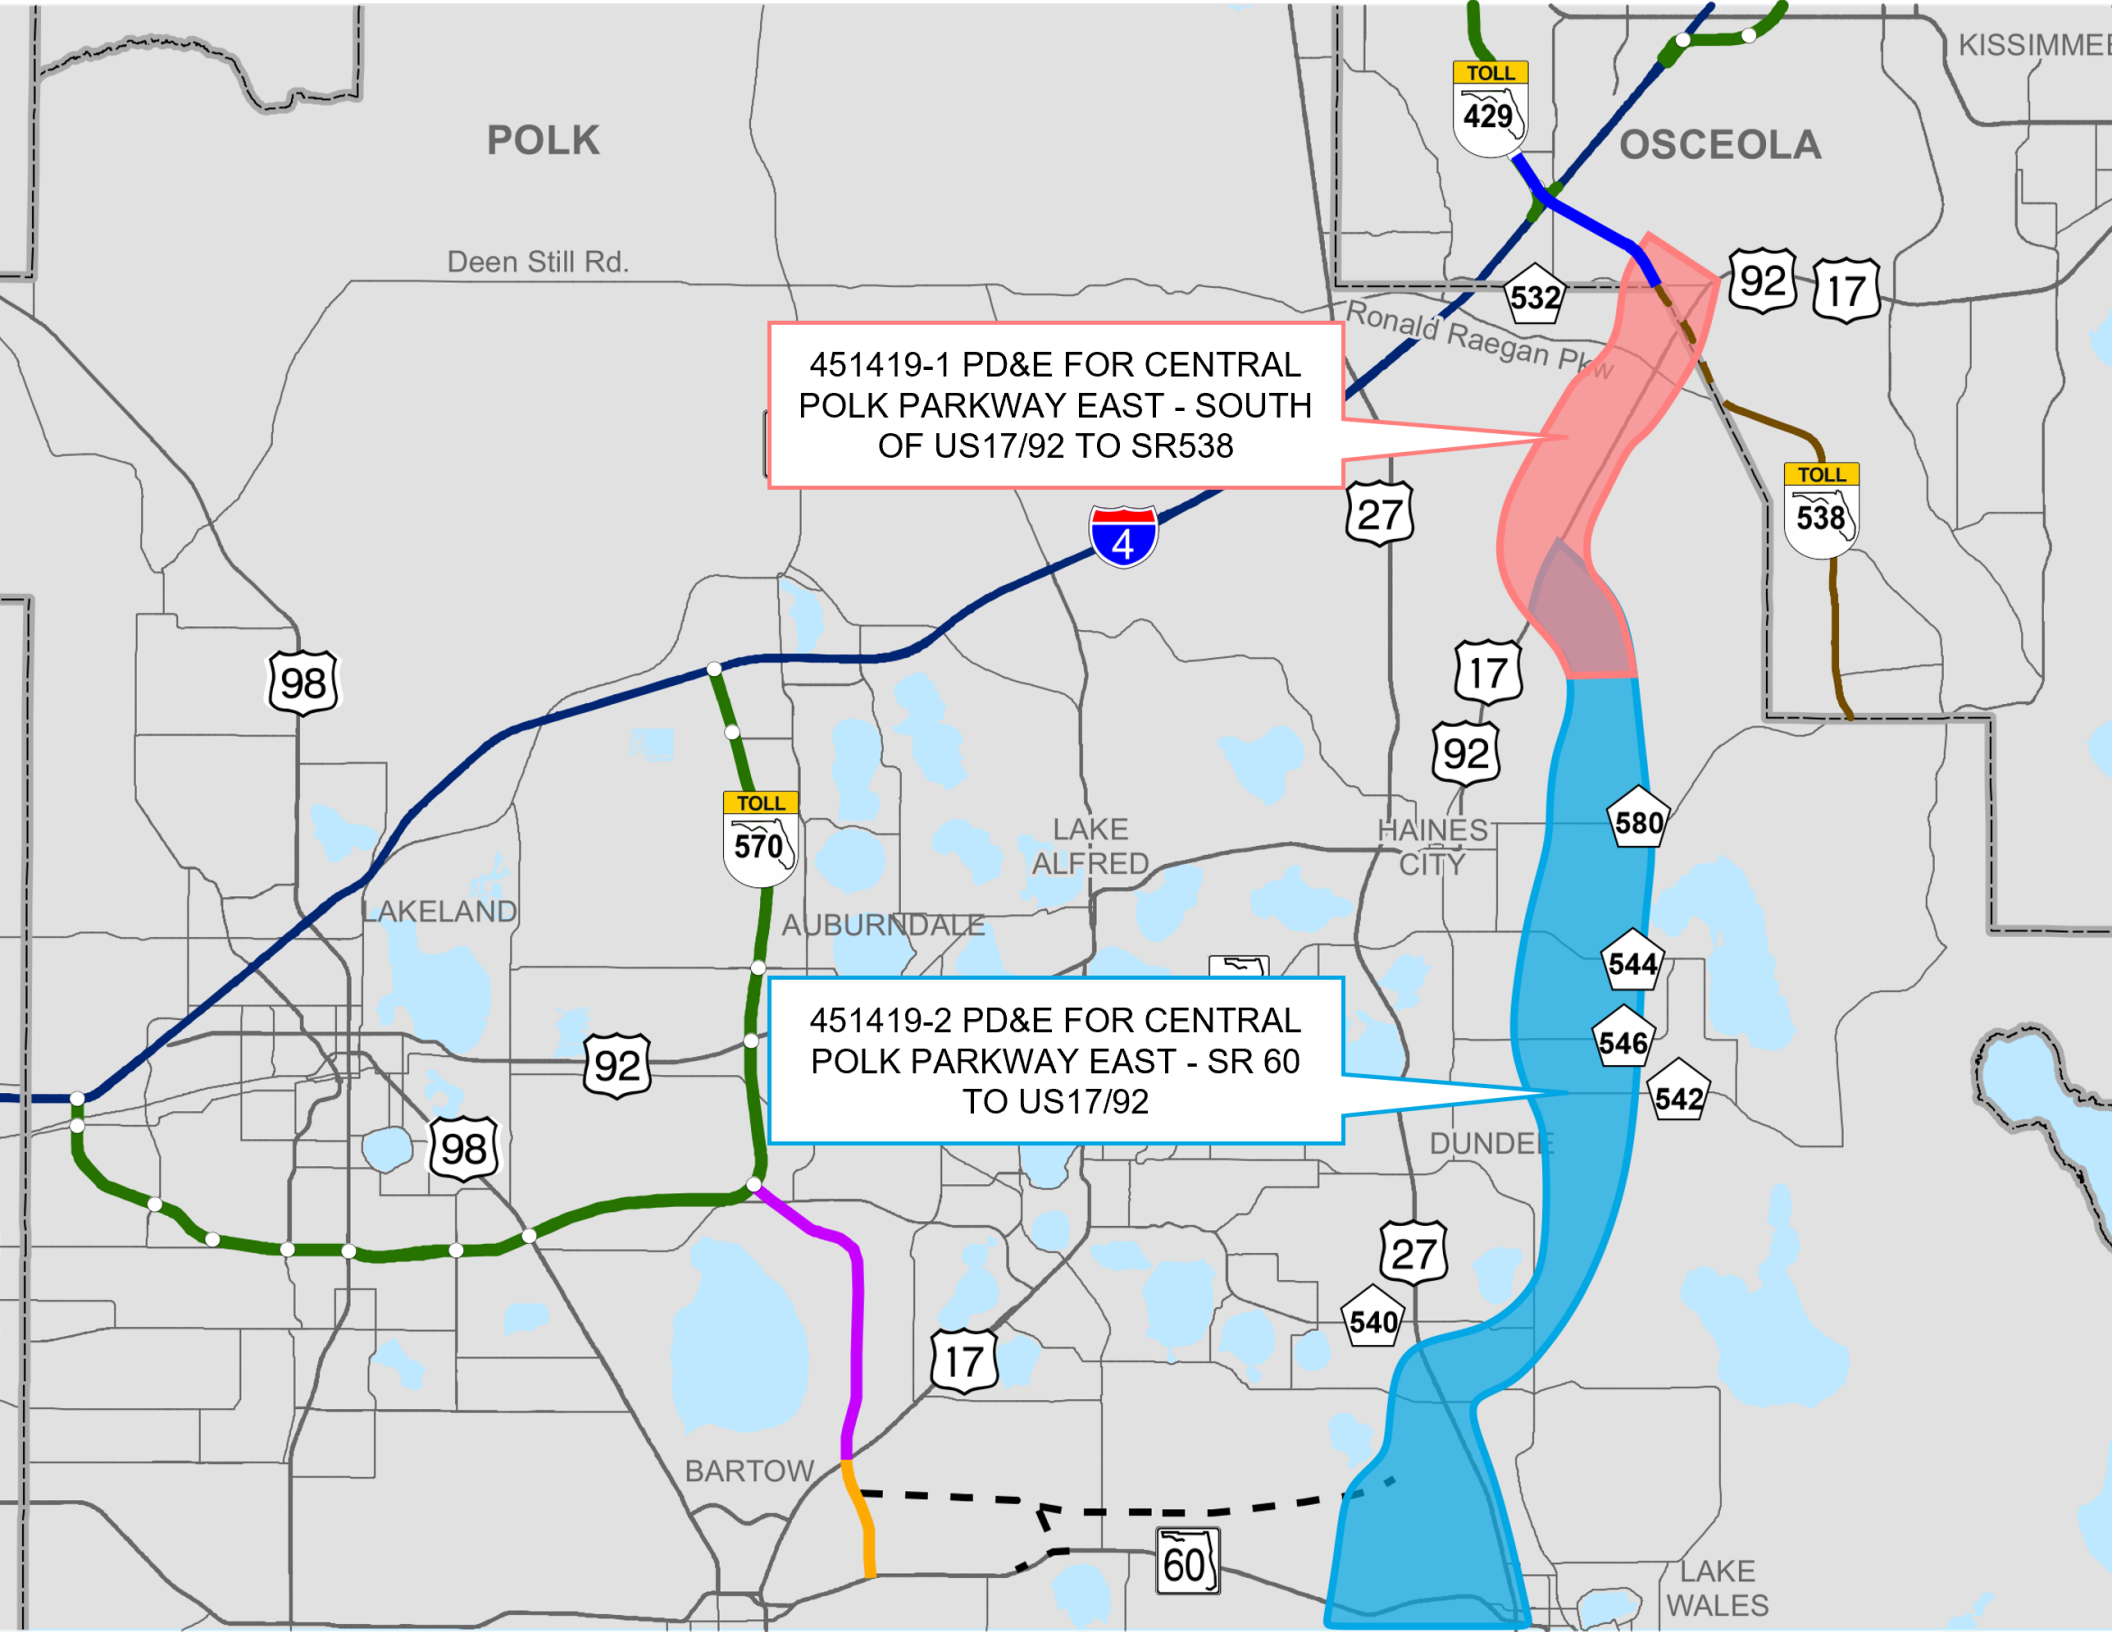 KISSIMMEE
TOLL
429
POLK
OSCEOLA
Deen Still Rd.
532
92
17
Ronald Raegan Pkw
451419-1 PD&E FOR CENTRAL
POLK PARKWAY EAST - SOUTH
OF US17/92 TO SR538
TOLL
538
27
4
98
17
92
TOLL
570
580
LAKE
ALFRED
HAINES
CITY
LAKELAND
AUBURNDALE
544
546
542
451419-2 PD&E FOR CENTRAL
POLK PARKWAY EAST - SR 60
TO US17/92
92
98
DUNDEE
27
540
17
BARTOW
60
LAKE
WALES